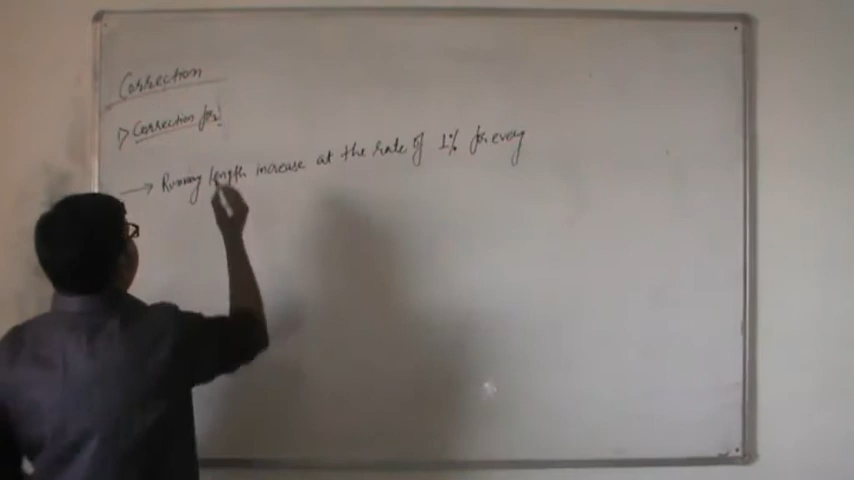 Correction
Correction for!
→ Runway length increase at the rate of 1% for every